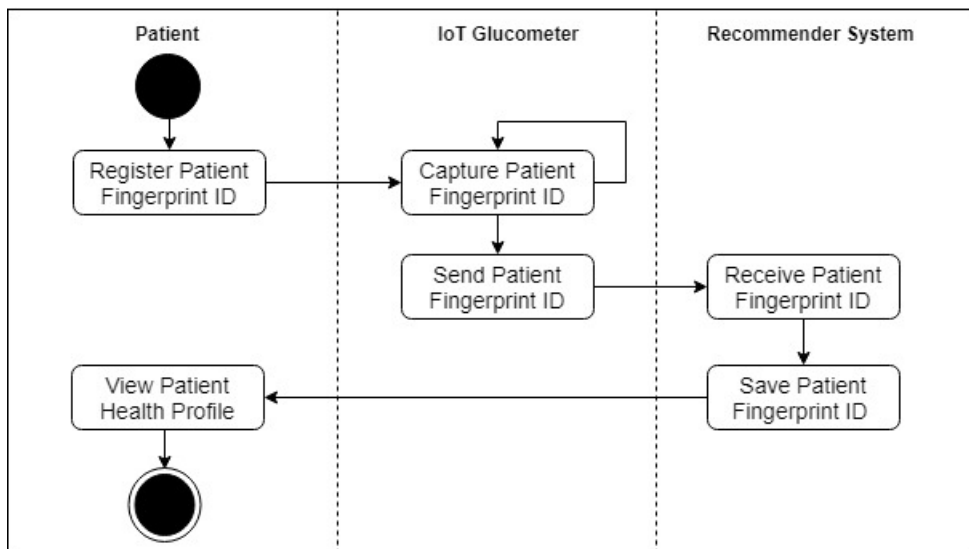 Patient
IoT Glucometer
Recommender System
Register Patient
Fingerprint ID
Capture Patient
Fingerprint ID
Send Patient
Fingerprint ID
Receive Patient
Fingerprint ID
View Patient
Health Profile
Save Patient
Fingerprint ID